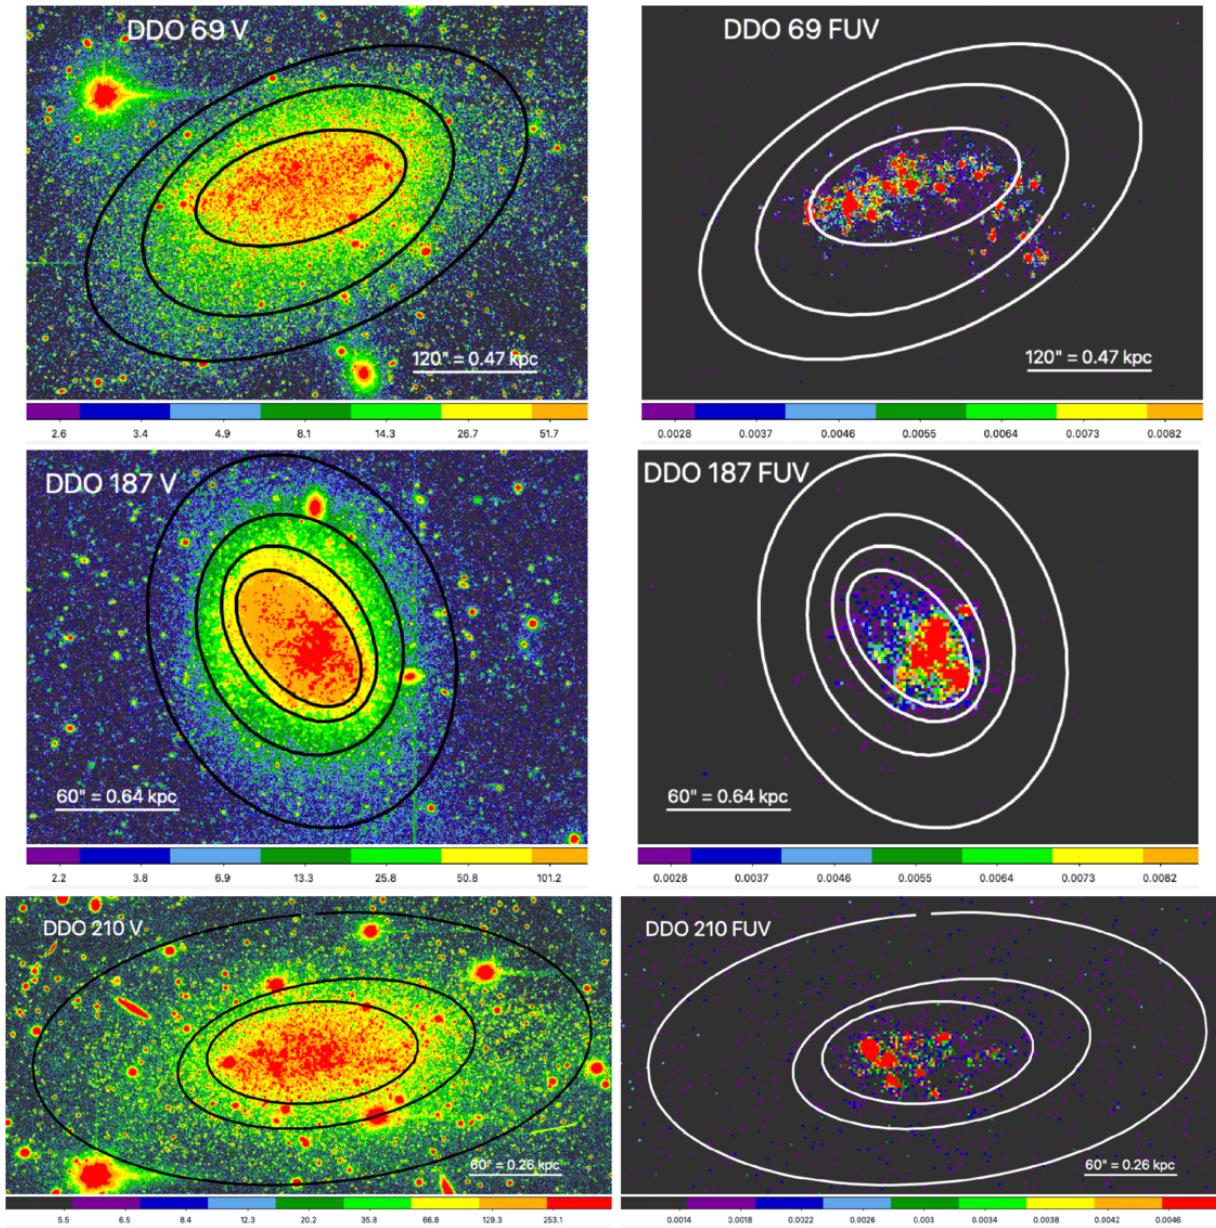 DDO 69 V
120" = 0.47 kpc
2.6 3.4 4.9 8.1 14.3 26.7 51.7
DDO 69 FUV
120" = 0.47 kpc
0.0028 0.0037 0.0046 0.0055 0.0064 0.0073 0.0082
DDO 187 V
60" = 0.64 kpc
2.2 3.8 6.9 13.3 25.8 50.8 101.2
DDO 187 FUV
60" = 0.64 kpc
0.0028 0.0037 0.0046 0.0055 0.0064 0.0073 0.0082
DDO 210 V
60" = 0.26 kpc
5.5 6.5 8.4 12.3 20.2 35.8 66.8 129.3 253.1
DDO 210 FUV
60" = 0.26 kpc
0.0014 0.0018 0.0022 0.0026 0.003 0.0034 0.0038 0.0042 0.0046